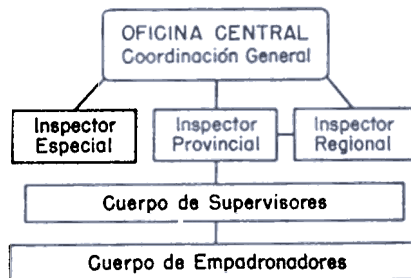 OFICINA CENTRAL
Coordinación General
Inspector
Especial
Inspector
Provincial
Inspector
Regional
Cuerpo de Supervisores
Cuerpo de Empadronadores